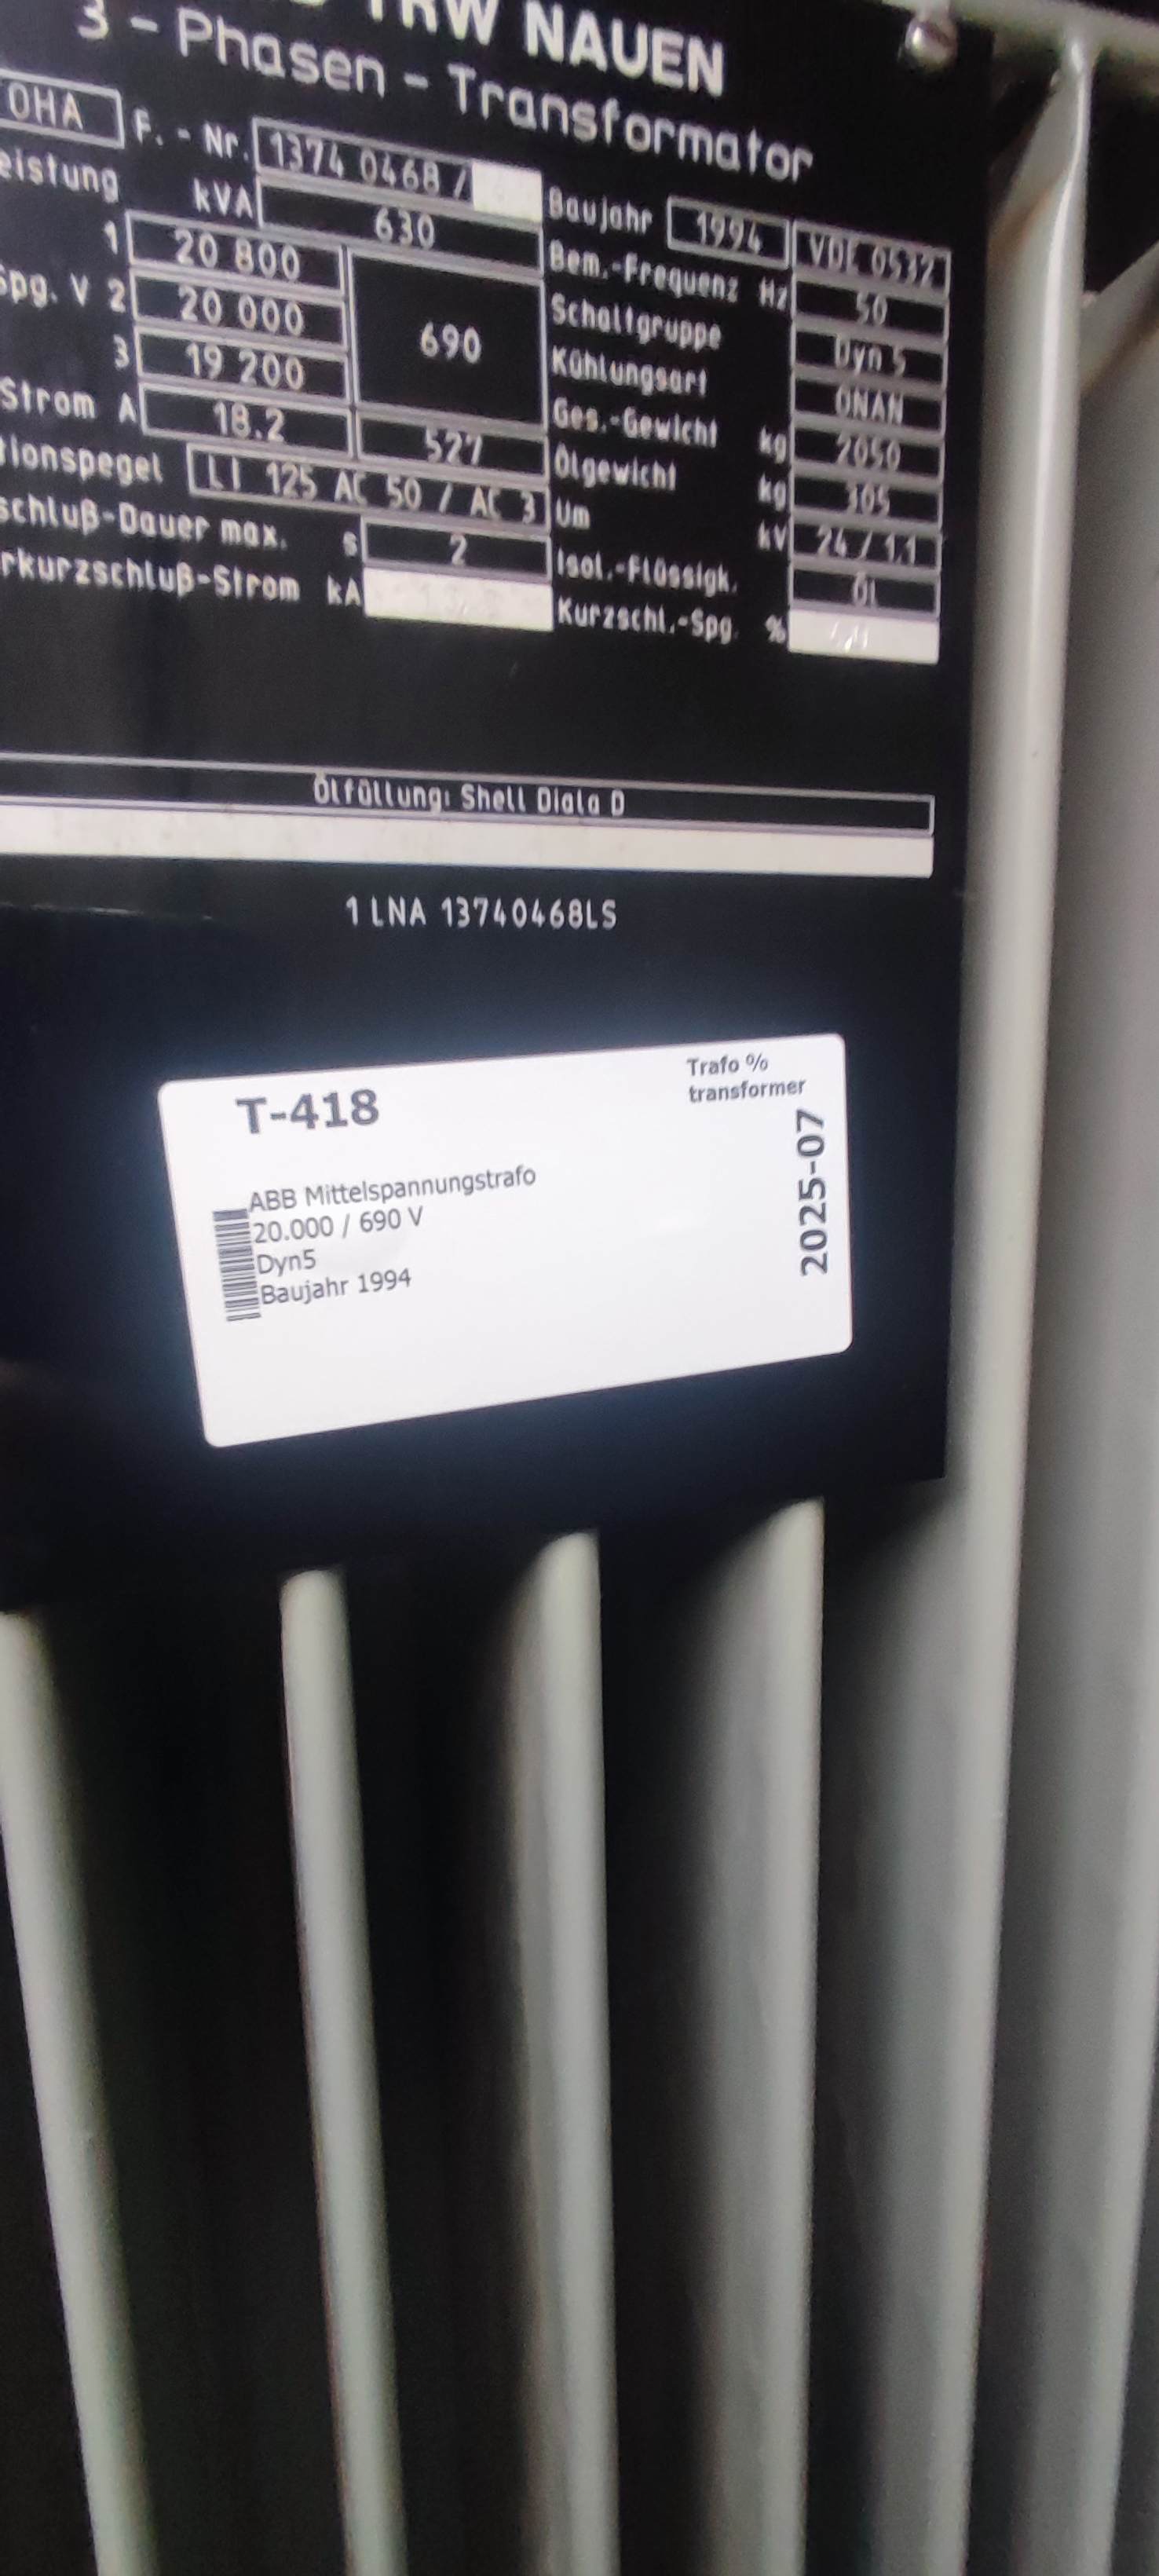 TRW NAUEN
3 - Phasen - Transformator
OHA F. - Nr. 1374 0468 / Baujahr 1994 VDE 0532
eistung kVA 630 Bem.-Frequenz Hz 50
1 20 800 Schaltgruppe Dyn 5
Spg. V 2 20 000 690 Kühlungsart ONAN
3 19 200 Ges.-Gewicht kg 2050
Strom A 18.2 527 Ölgewicht kg 305
tionspegel LI 125 AC 50 / AC 3 Um kV 24 / 1.1
schluß-Dauer max. s 2 Isol.-Flüssigk. Öl
rkurzschluß-Strom kA Kurzschl.-Spg. %
Ölfüllung: Shell Diala D
1 LNA 13740468LS
T-418
Trafo %
transformer
ABB Mittelspannungstrafo
20.000 / 690 V
Dyn5
Baujahr 1994
2025-07